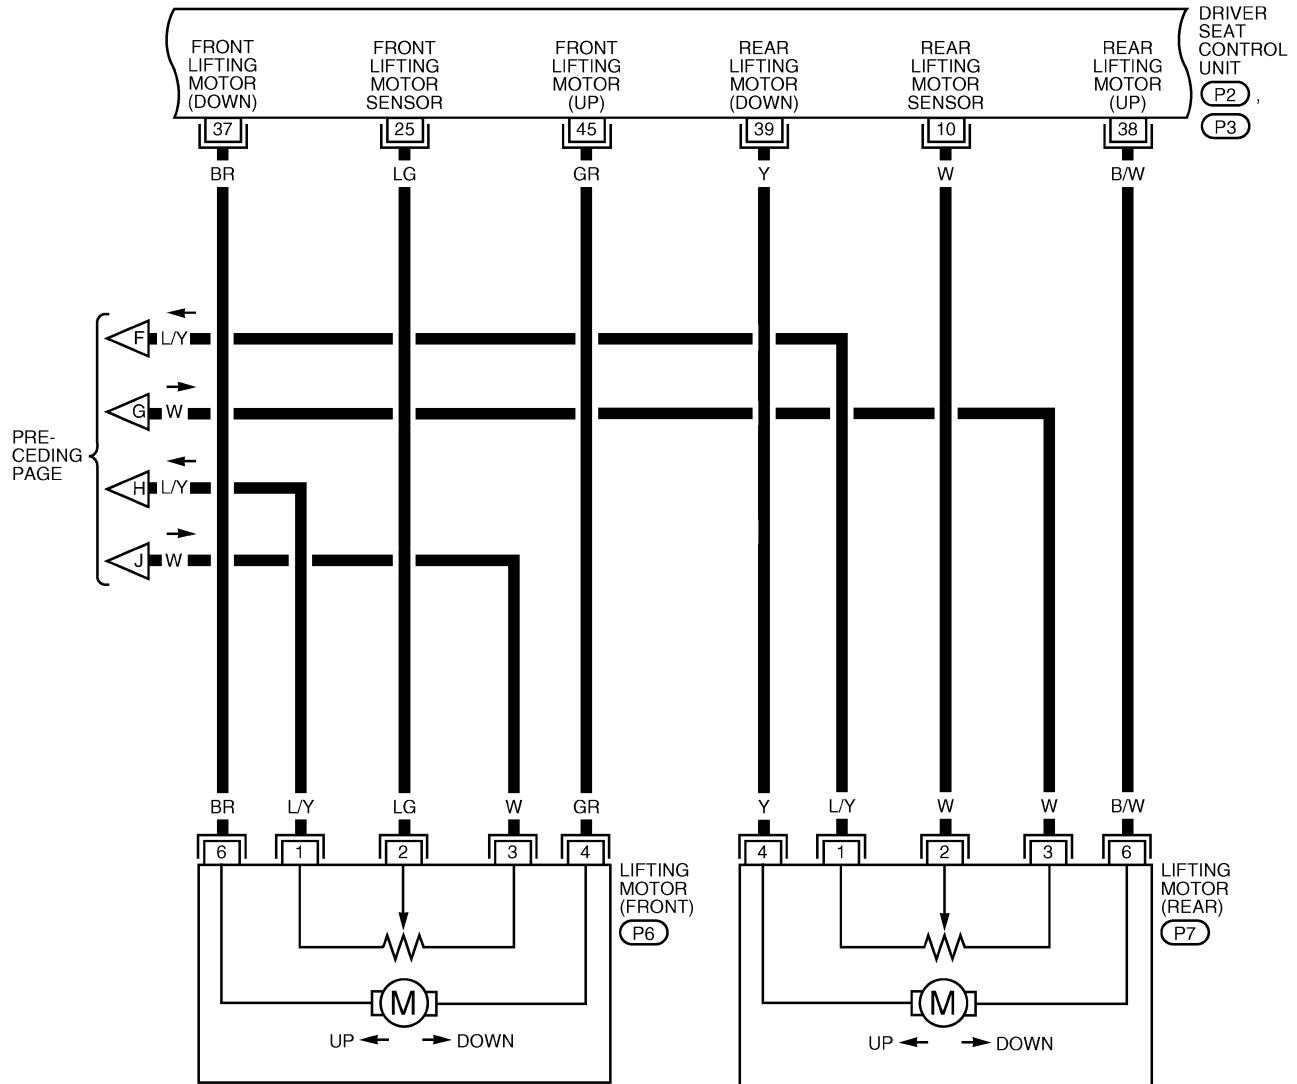 DRIVER
SEAT
CONTROL
UNIT
P2 ,
P3
FRONT
LIFTING
MOTOR
(DOWN)
FRONT
LIFTING
MOTOR
SENSOR
FRONT
LIFTING
MOTOR
(UP)
REAR
LIFTING
MOTOR
(DOWN)
REAR
LIFTING
MOTOR
SENSOR
REAR
LIFTING
MOTOR
(UP)
37 25 45 39 10 38
BR LG GR Y W B/W
F L/Y
G W
PRE-
CEDING
PAGE
H L/Y
J W
BR L/Y LG W GR Y L/Y W W B/W
6 1 2 3 4 4 1 2 3 6
LIFTING
MOTOR
(FRONT)
P6
LIFTING
MOTOR
(REAR)
P7
M
UP DOWN
M
UP DOWN